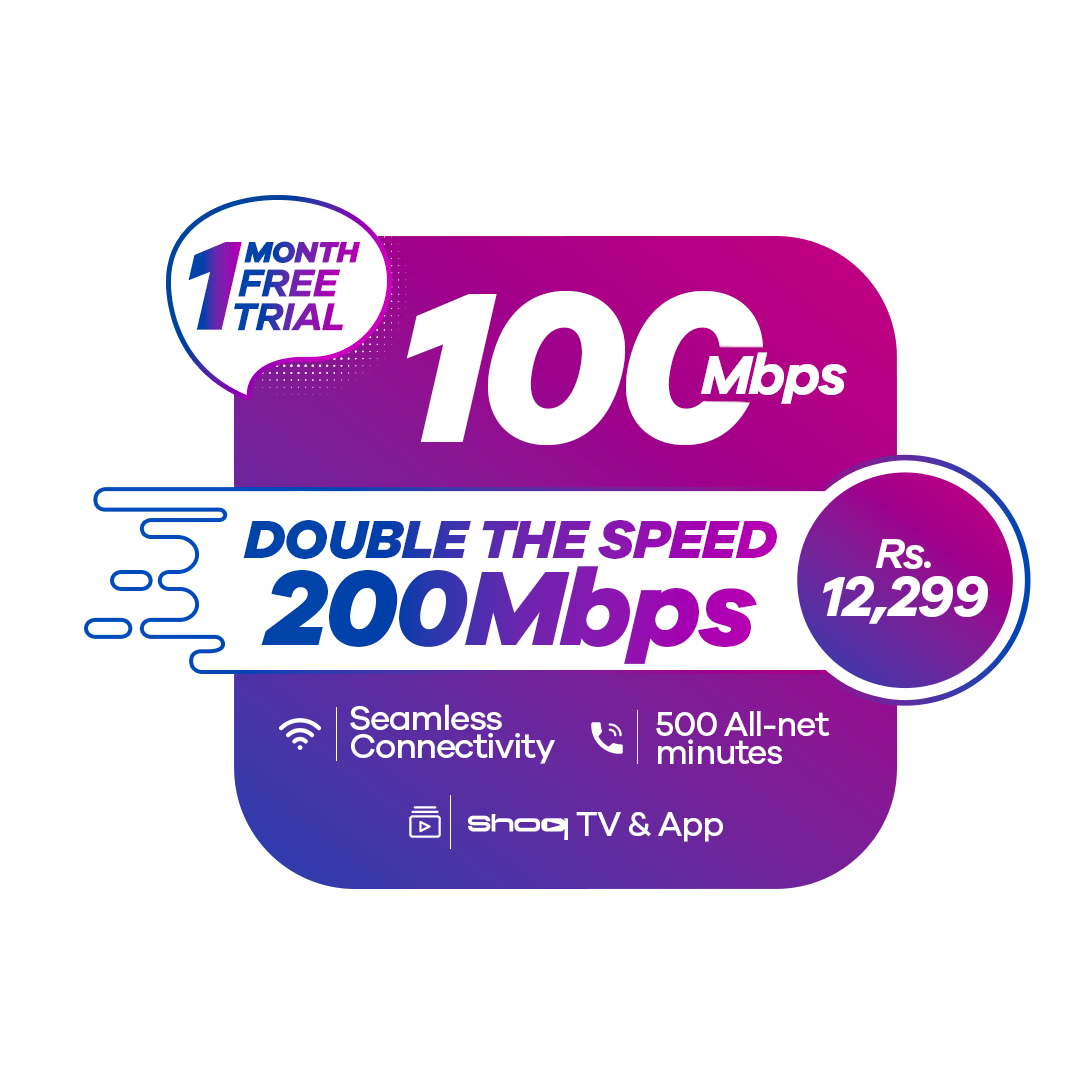 1 MONTH
FREE
TRIAL
100 Mbps
DOUBLE THE SPEED
200Mbps
Rs.
12,299
Seamless
Connectivity
500 All-net
minutes
shoq TV & App